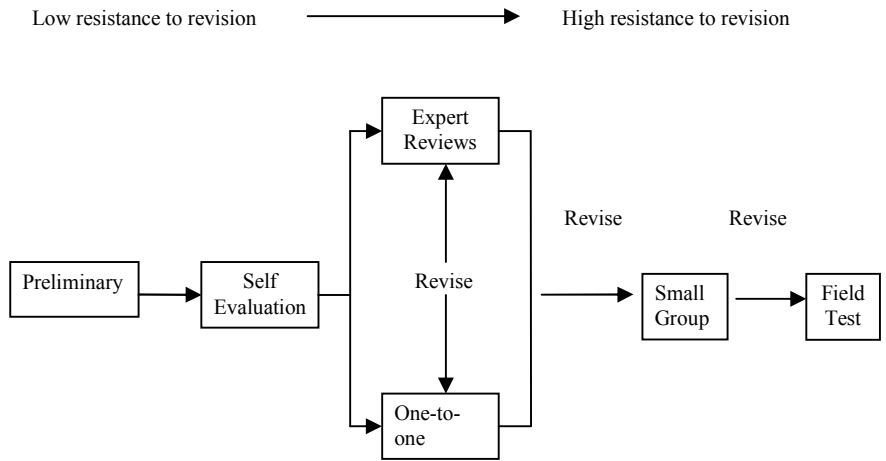 Low resistance to revision
High resistance to revision
Expert
Reviews
Revise
Revise
Preliminary
Self
Evaluation
Revise
Small
Group
Field
Test
One-to-
one